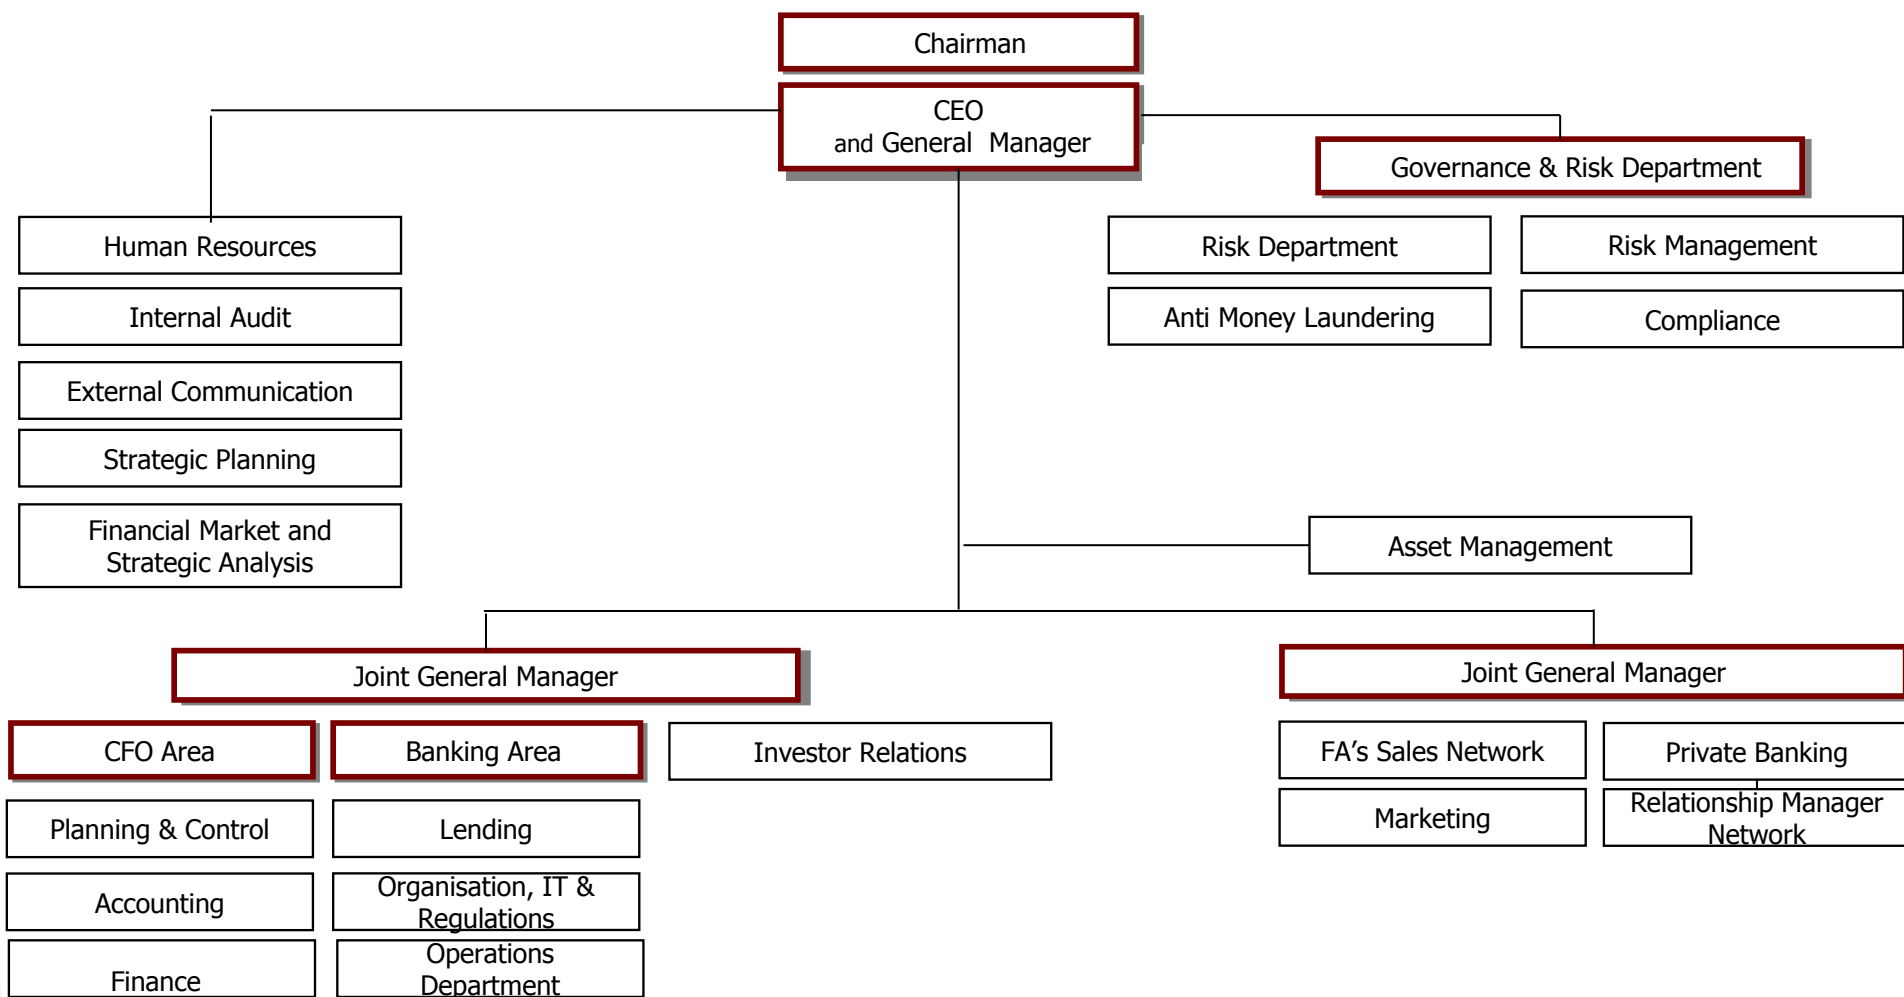 Chairman
CEO
and General  Manager
Governance & Risk Department
Human Resources
Risk Department
Risk Management
Internal Audit
Anti Money Laundering
Compliance
External Communication
Strategic Planning
Financial Market and
Strategic Analysis
Asset Management
Joint General Manager
Joint General Manager
CFO Area
Banking Area
Investor Relations
FA’s Sales Network
Private Banking
Planning & Control
Lending
Marketing
Relationship Manager
Network
Accounting
Organisation, IT &
Regulations
Finance
Operations
Department